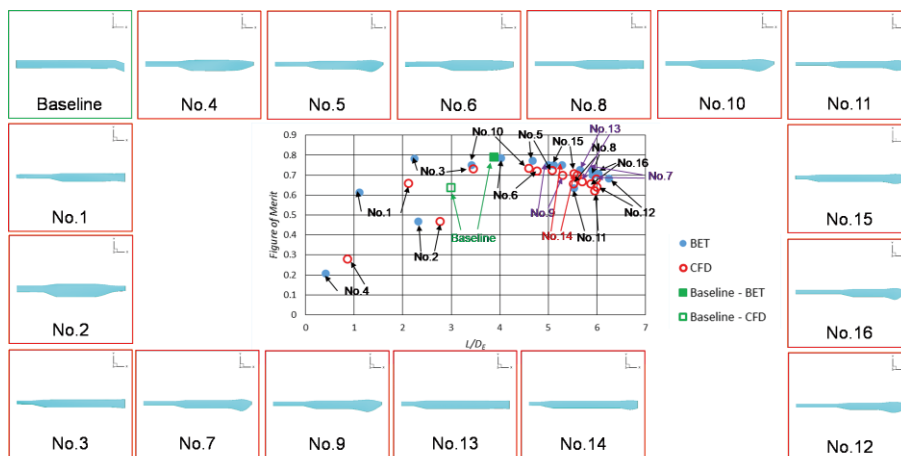 Baseline
No.4
No.5
No.6
No.8
No.10
No.11
No.1
No.2
No.15
No.16
No.3
No.7
No.9
No.13
No.14
No.12
Figure of Merit
0.9
0.8
0.7
0.6
0.5
0.4
0.3
0.2
0.1
0
0 1 2 3 4 5 6 7
L/D_E
No.10
No.5
No.15
No.13
No.8
No.16
No.7
No.3
No.1
No.6
No.9
No.12
Baseline
No.14
No.11
No.2
No.4
BET
CFD
Baseline - BET
Baseline - CFD